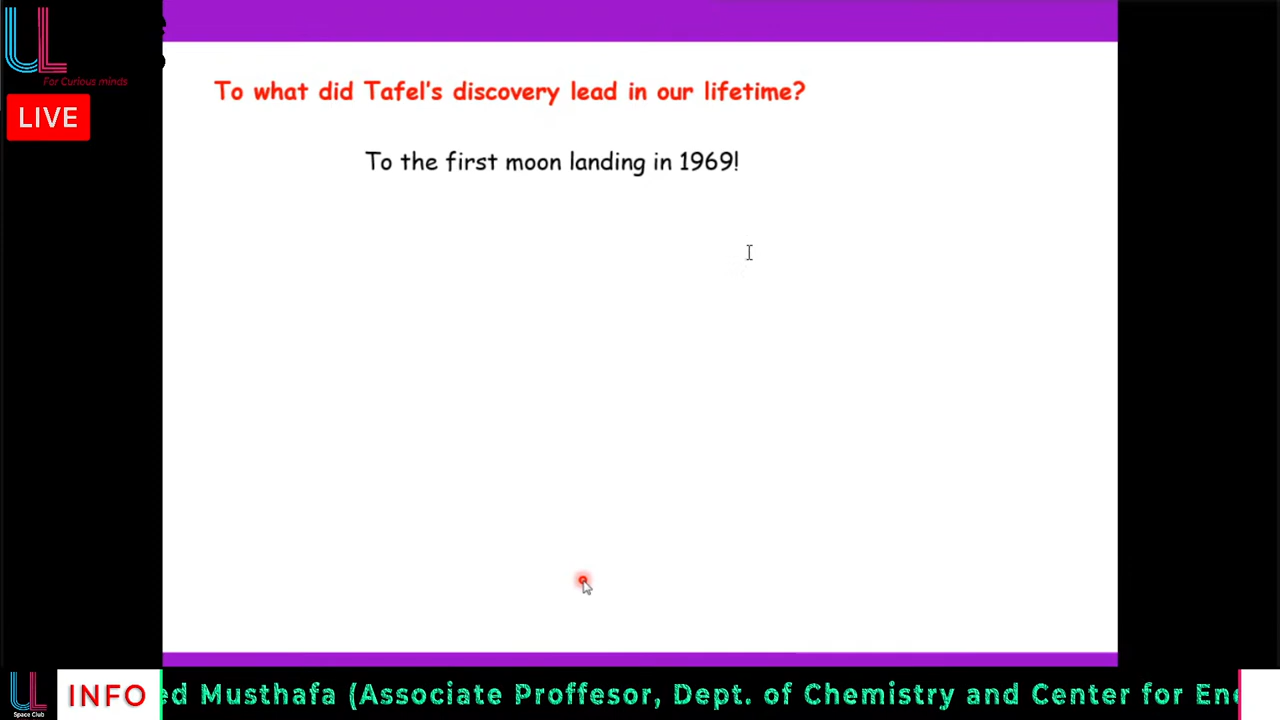 UL
For Curious minds
LIVE
To what did Tafel's discovery lead in our lifetime?
To the first moon landing in 1969!
UL
Space Club
INFO
ed Musthafa (Associate Proffesor, Dept. of Chemistry and Center for Ene